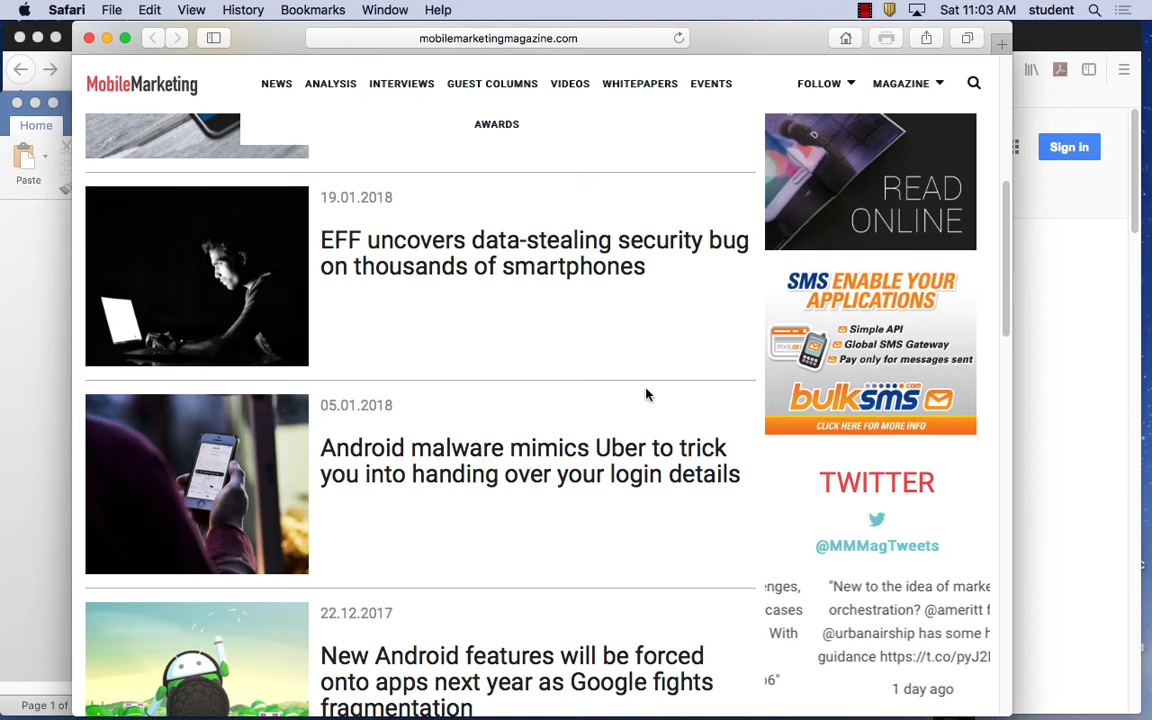 Safari File Edit View History Bookmarks Window Help Sat 11:03 AM student
mobilemarketingmagazine.com
Home
Paste
MobileMarketing NEWS ANALYSIS INTERVIEWS GUEST COLUMNS VIDEOS WHITEPAPERS EVENTS FOLLOW MAGAZINE
AWARDS
Sign in
READ
ONLINE
19.01.2018
EFF uncovers data-stealing security bug
on thousands of smartphones
SMS ENABLE YOUR
APPLICATIONS
Simple API
Global SMS Gateway
Pay only for messages sent
bulksms.com
CLICK HERE FOR MORE INFO
05.01.2018
Android malware mimics Uber to trick
you into handing over your login details
TWITTER
@MMMagTweets
enges,
cases
With
"New to the idea of marke
orchestration? @ameritt f
@urbanairship has some h
guidance https://t.co/pyJ2
1 day ago
22.12.2017
New Android features will be forced
onto apps next year as Google fights
fragmentation
Page 1 of